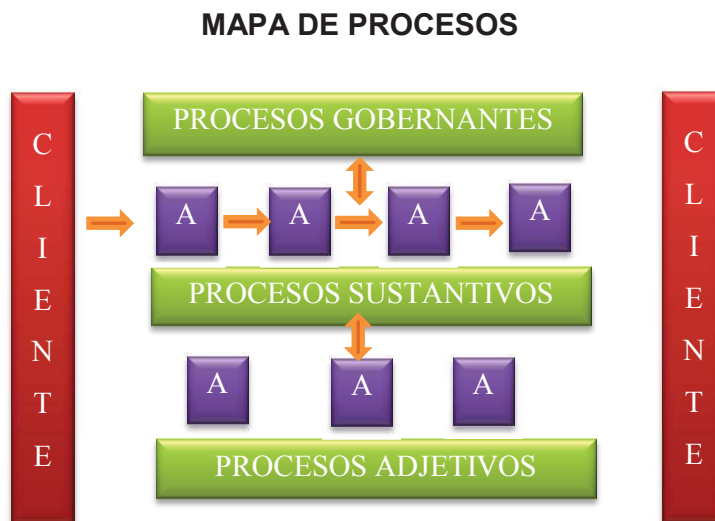 MAPA DE PROCESOS
C
L
I
E
N
T
E
PROCESOS GOBERNANTES
A A A A
PROCESOS SUSTANTIVOS
A A A
PROCESOS ADJETIVOS
C
L
I
E
N
T
E